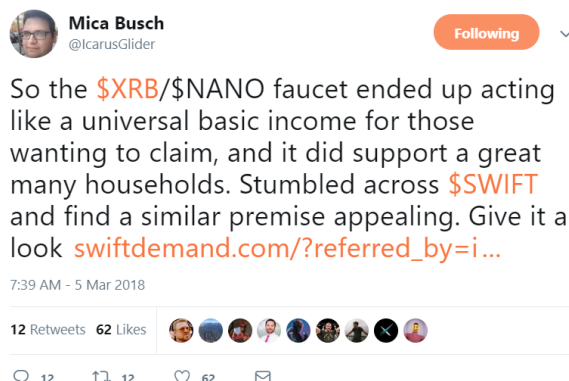 Mica Busch
@IcarusGlider
Following
So the $XRB/$NANO faucet ended up acting
like a universal basic income for those
wanting to claim, and it did support a great
many households. Stumbled across $SWIFT
and find a similar premise appealing. Give it a
look swiftdemand.com/?referred_by=i...
7:39 AM - 5 Mar 2018
12 Retweets 62 Likes
12 12 62